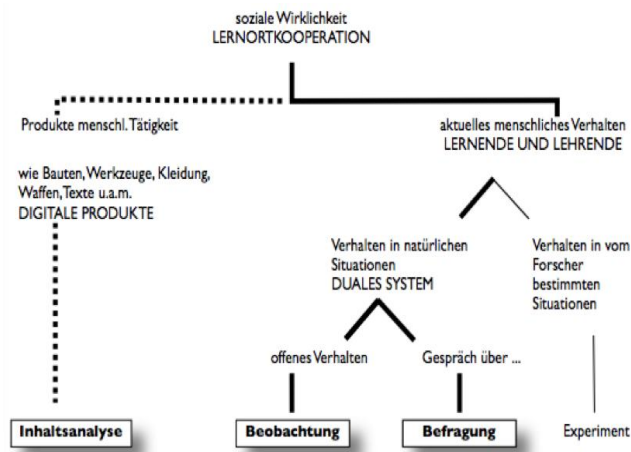 soziale Wirklichkeit
LERNORTKOOPERATION
Produkte menschl. Tätigkeit
aktuelles menschliches Verhalten
LERNENDE UND LEHRENDE
wie Bauten, Werkzeuge, Kleidung,
Waffen, Texte u.a.m.
DIGITALE PRODUKTE
Verhalten in natürlichen
Situationen
DUALES SYSTEM
Verhalten in vom
Forscher
bestimmten
Situationen
offenes Verhalten
Gespräch über ...
Inhaltsanalyse
Beobachtung
Befragung
Experiment